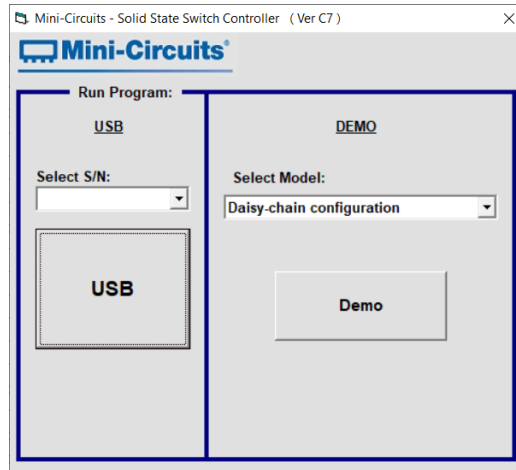 Mini-Circuits - Solid State Switch Controller ( Ver C7 )
Mini-Circuits®
Run Program:
USB
DEMO
Select S/N:
Select Model:
Daisy-chain configuration
USB
Demo